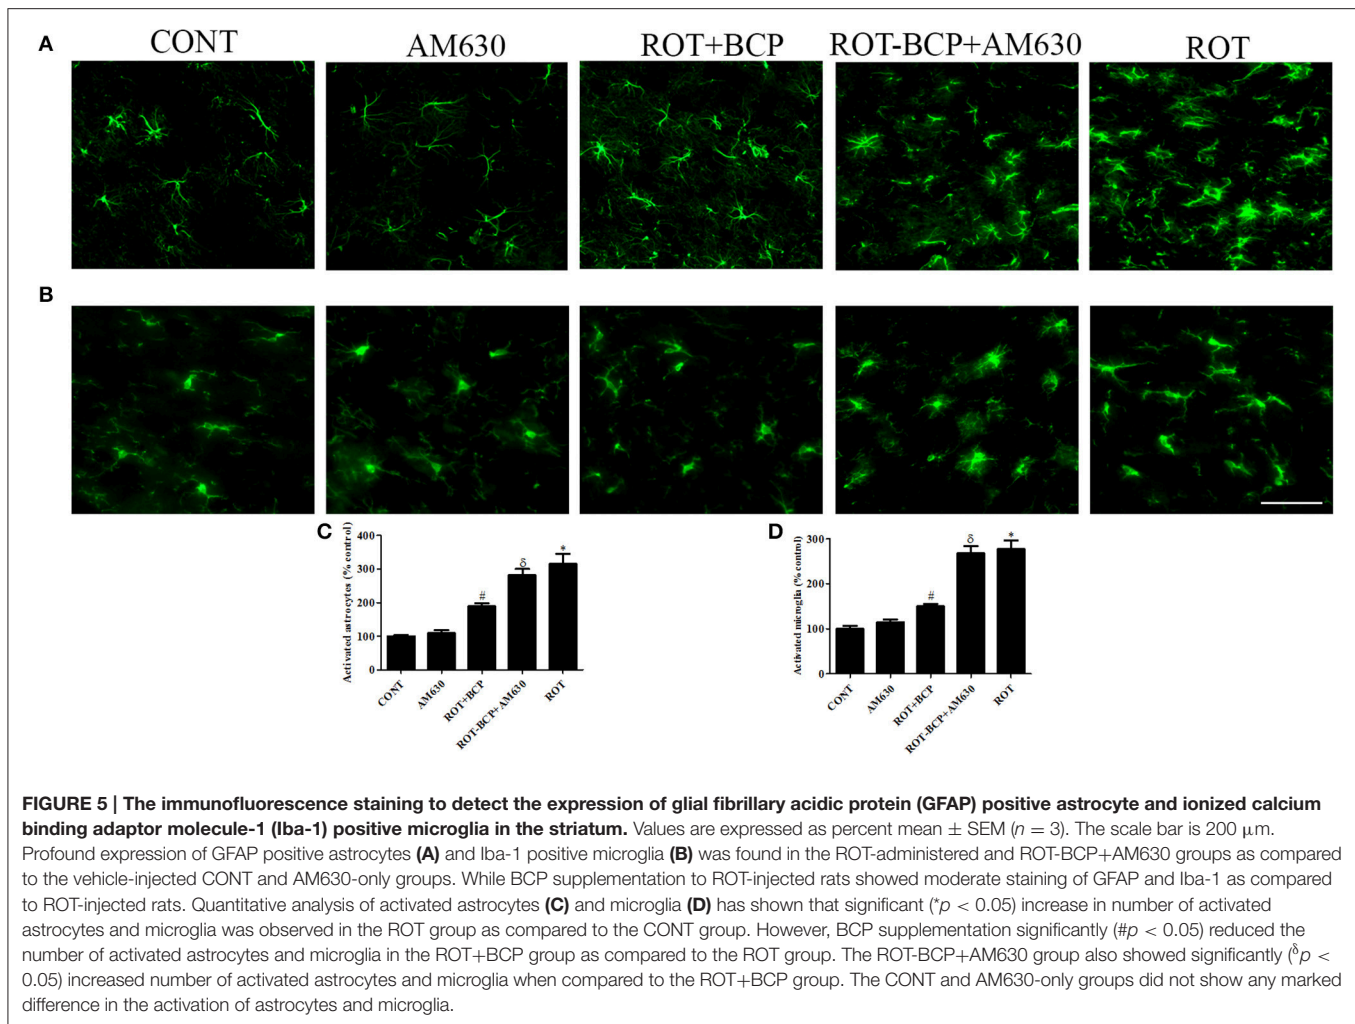 A
CONT
AM630
ROT+BCP
ROT-BCP+AM630
ROT
B
C
Activated astrocytes (% control)
400
300
200
100
0
#
δ
*
CONT
AM630
ROT+BCP
ROT-BCP+AM630
ROT
D
Activated microglia (% control)
300
200
100
0
#
δ
*
CONT
AM630
ROT+BCP
ROT-BCP+AM630
ROT
FIGURE 5 | The immunofluorescence staining to detect the expression of glial fibrillary acidic protein (GFAP) positive astrocyte and ionized calcium
binding adaptor molecule-1 (Iba-1) positive microglia in the striatum. Values are expressed as percent mean ± SEM (n = 3). The scale bar is 200 μm.
Profound expression of GFAP positive astrocytes (A) and Iba-1 positive microglia (B) was found in the ROT-administered and ROT-BCP+AM630 groups as compared
to the vehicle-injected CONT and AM630-only groups. While BCP supplementation to ROT-injected rats showed moderate staining of GFAP and Iba-1 as compared
to ROT-injected rats. Quantitative analysis of activated astrocytes (C) and microglia (D) has shown that significant (*p < 0.05) increase in number of activated
astrocytes and microglia was observed in the ROT group as compared to the CONT group. However, BCP supplementation significantly (#p < 0.05) reduced the
number of activated astrocytes and microglia in the ROT+BCP group as compared to the ROT group. The ROT-BCP+AM630 group also showed significantly (δp <
0.05) increased number of activated astrocytes and microglia when compared to the ROT+BCP group. The CONT and AM630-only groups did not show any marked
difference in the activation of astrocytes and microglia.